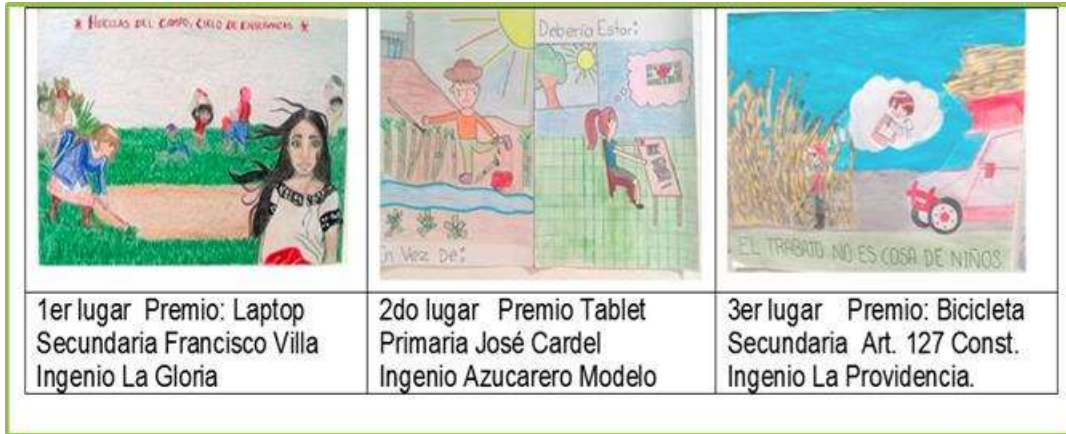 * HUELLAS DEL CAMPO, CICLO DE ENSEÑANZAS *
Debería Estar:
En Vez De:
EL TRABAJO NO ES COSA DE NIÑOS
1er lugar Premio: Laptop
Secundaria Francisco Villa
Ingenio La Gloria
2do lugar Premio Tablet
Primaria José Cardel
Ingenio Azucarero Modelo
3er lugar Premio: Bicicleta
Secundaria Art. 127 Const.
Ingenio La Providencia.